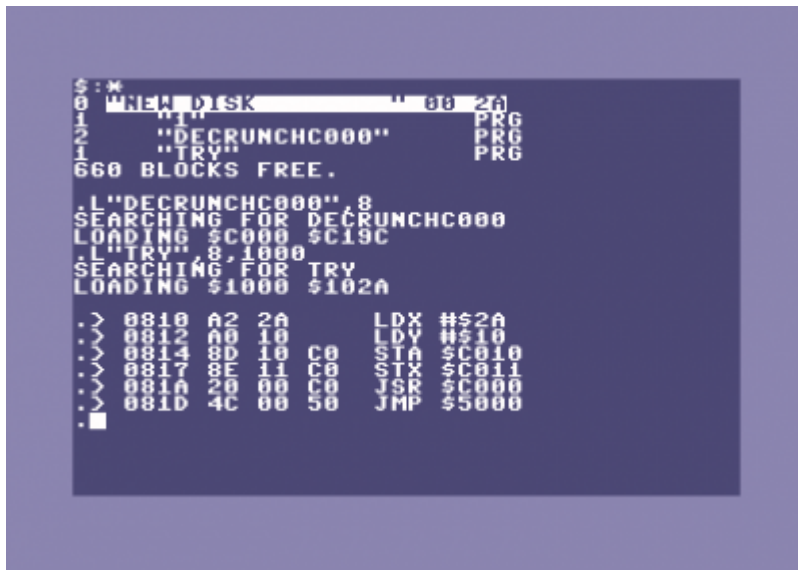 $:*
0 "NEW DISK        " 00 2A
1    "1"                PRG
2    "DECRUNCHC000"     PRG
1    "TRY"              PRG
660 BLOCKS FREE.
.L"DECRUNCHC000",8
SEARCHING FOR DECRUNCHC000
LOADING $C000 $C19C
.L"TRY",8,1000
SEARCHING FOR TRY
LOADING $1000 $102A
.> 0810 A2 2A     LDX #$2A
.> 0812 A0 10     LDY #$10
.> 0814 8D 10 C0  STA $C010
.> 0817 8E 11 C0  STX $C011
.> 081A 20 00 C0  JSR $C000
.> 081D 4C 00 50  JMP $5000
.